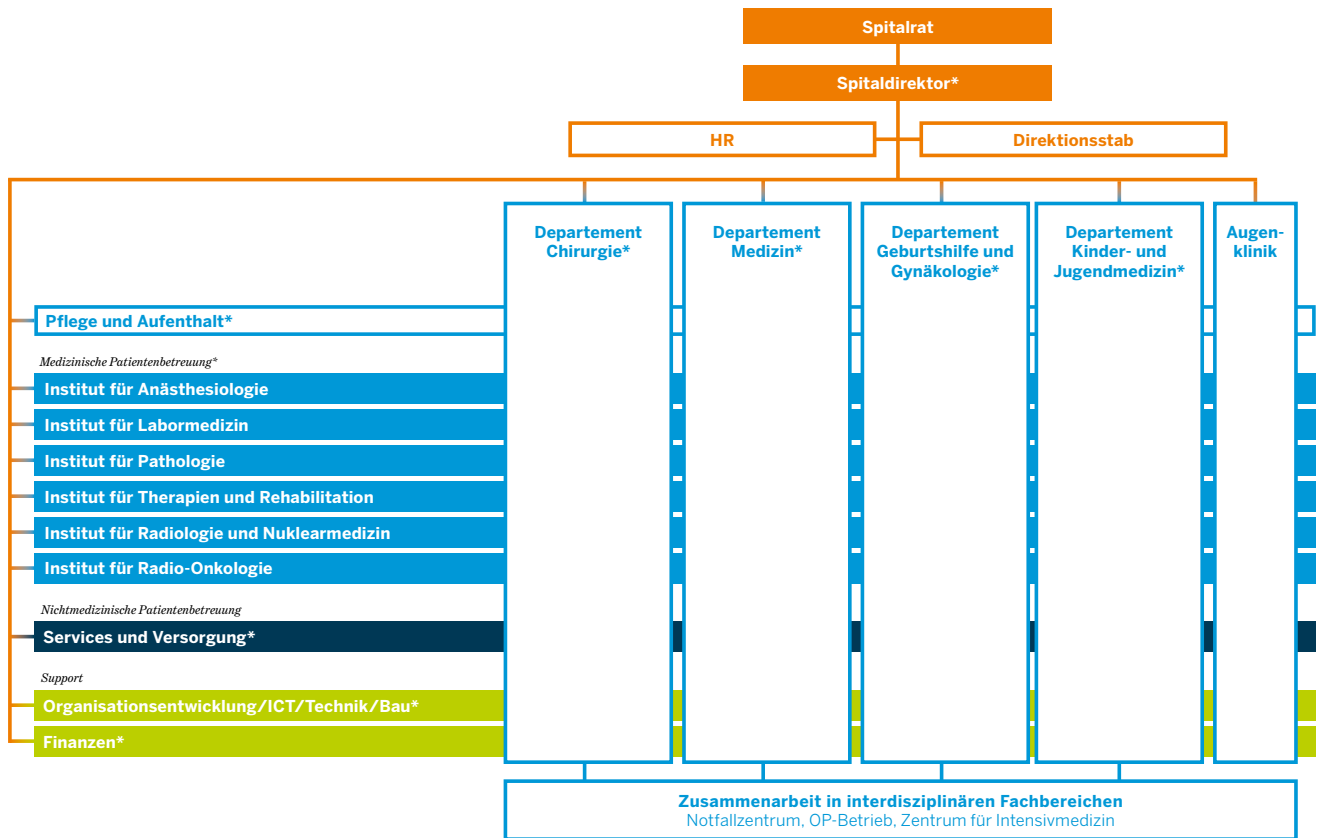 Spitalrat
Spitaldirektor*
HR
Direktionsstab
Departement
Chirurgie*
Departement
Medizin*
Departement
Geburtshilfe und
Gynäkologie*
Departement
Kinder- und
Jugendmedizin*
Augen-
klinik
Pflege und Aufenthalt*
Medizinische Patientenbetreuung*
Institut für Anästhesiologie
Institut für Labormedizin
Institut für Pathologie
Institut für Therapien und Rehabilitation
Institut für Radiologie und Nuklearmedizin
Institut für Radio-Onkologie
Nichtmedizinische Patientenbetreuung
Services und Versorgung*
Support
Organisationsentwicklung/ICT/Technik/Bau*
Finanzen*
Zusammenarbeit in interdisziplinären Fachbereichen
Notfallzentrum, OP-Betrieb, Zentrum für Intensivmedizin